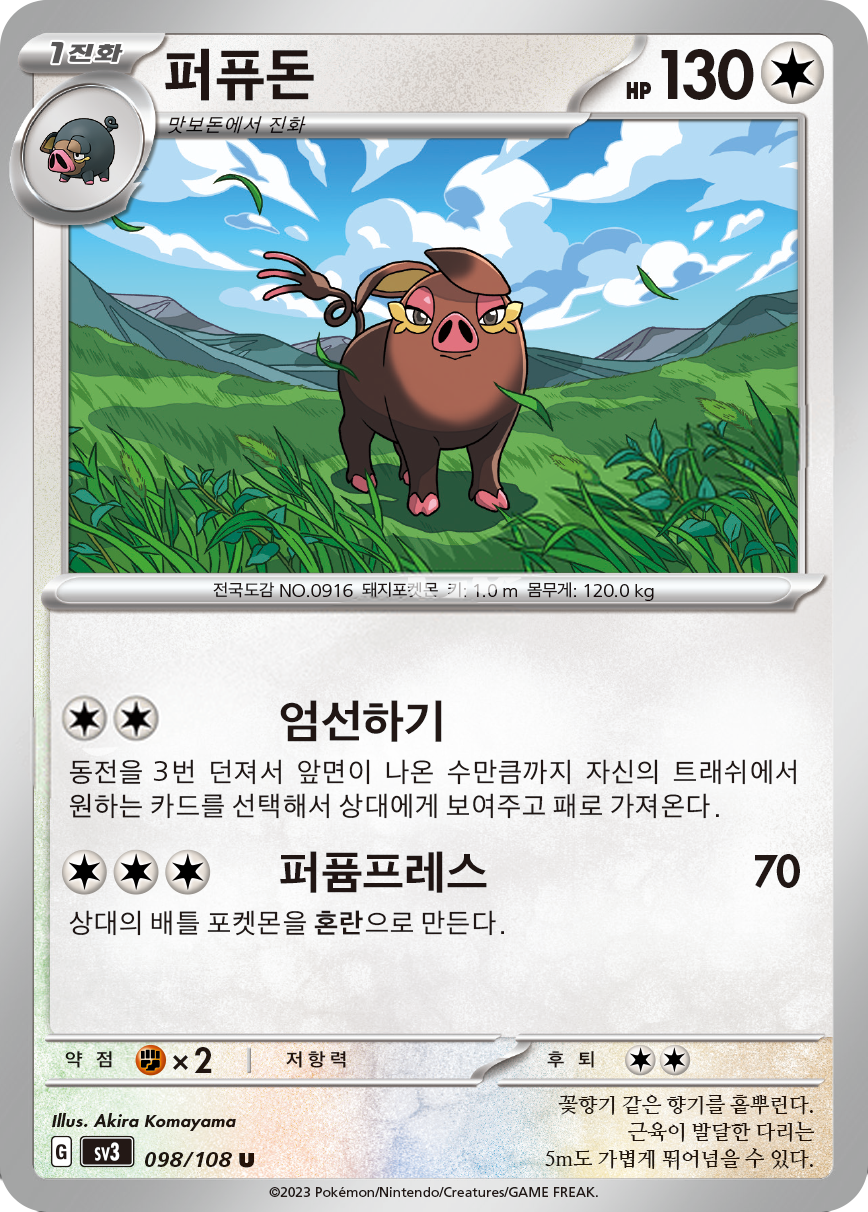 1진화
퍼퓨돈
HP 130
맛보돈에서 진화
전국도감 NO.0916 돼지포켓몬 키: 1.0 m 몸무게: 120.0 kg
엄선하기
동전을 3번 던져서 앞면이 나온 수만큼까지 자신의 트래쉬에서
원하는 카드를 선택해서 상대에게 보여주고 패로 가져온다.
퍼퓸프레스 70
상대의 배틀 포켓몬을 혼란으로 만든다.
약점 ×2 저항력 후퇴
꽃향기 같은 향기를 흩뿌린다.
근육이 발달한 다리는
5m도 가볍게 뛰어넘을 수 있다.
Illus. Akira Komayama
G sv3 098/108 U
©2023 Pokémon/Nintendo/Creatures/GAME FREAK.